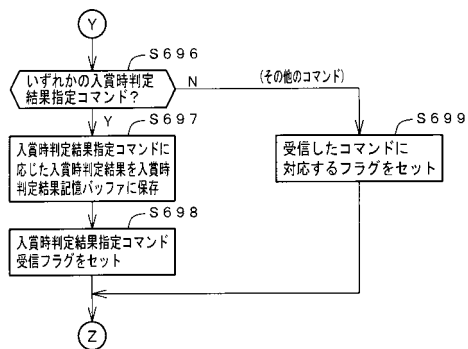 Y
S696
いずれかの入賞時判定
結果指定コマンド?
N
(その他のコマンド)
Y
S697
S699
入賞時判定結果指定コマンドに
応じた入賞時判定結果を入賞時
判定結果記憶バッファに保存
受信したコマンドに
対応するフラグをセット
S698
入賞時判定結果指定コマンド
受信フラグをセット
Z